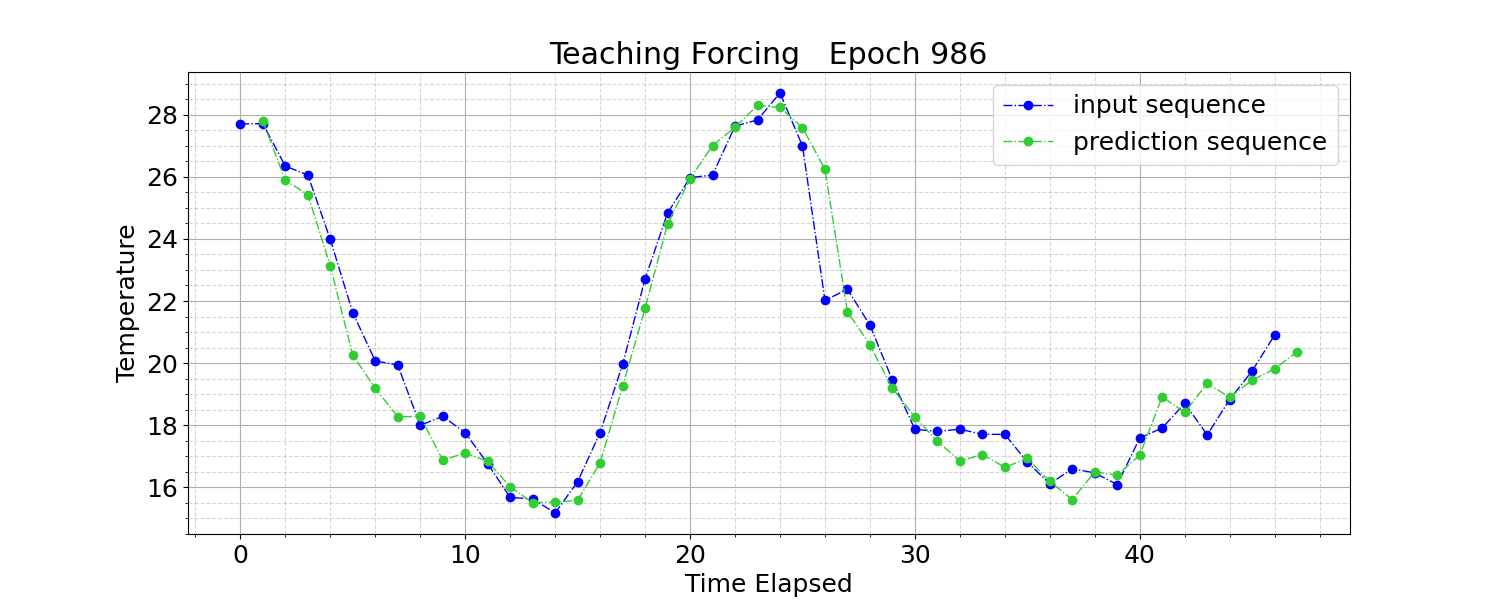 Teaching Forcing   Epoch 986
input sequence
prediction sequence
28
26
24
22
20
18
16
Temperature
0 10 20 30 40
Time Elapsed